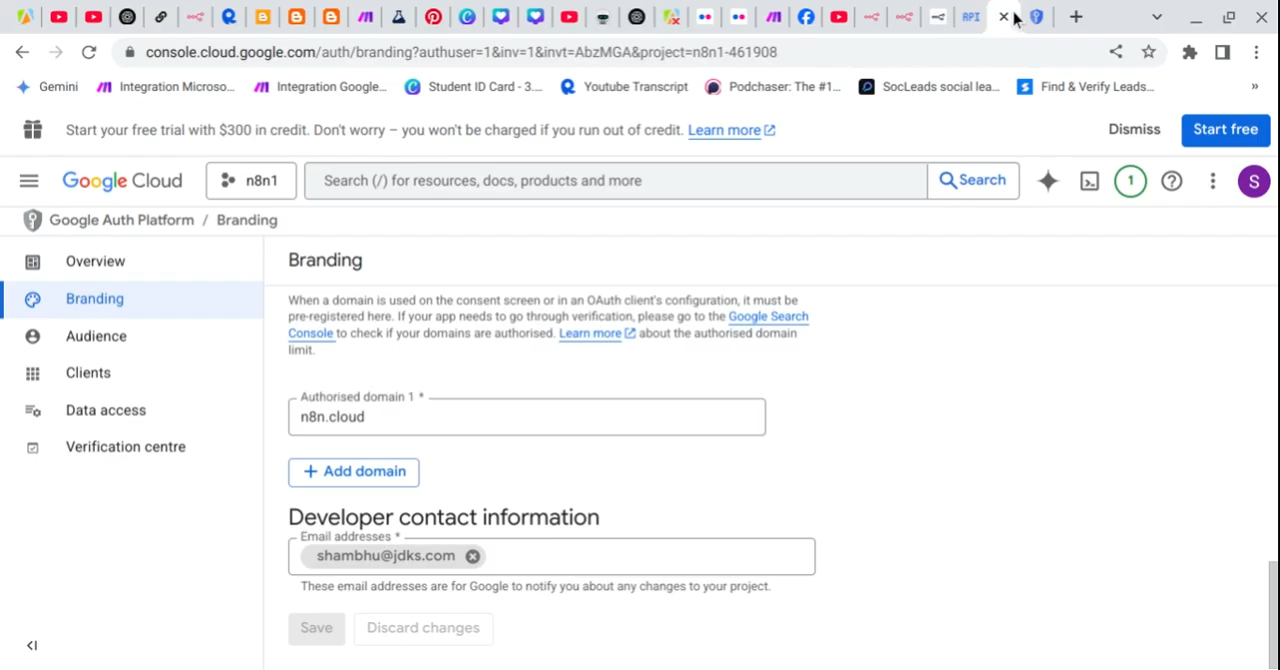 API
console.cloud.google.com/auth/branding?authuser=1&inv=1&invt=AbzMGA&project=n8n1-461908
Gemini
Integration Microso...
Integration Google...
Student ID Card - 3....
Youtube Transcript
Podchaser: The #1...
SocLeads social lea...
Find & Verify Leads...
»
Start your free trial with $300 in credit. Don't worry – you won't be charged if you run out of credit. Learn more
Dismiss
Start free
Google Cloud
n8n1
Search (/) for resources, docs, products and more
Search
1
S
Google Auth Platform / Branding
Overview
Branding
Audience
Clients
Data access
Verification centre
Branding
When a domain is used on the consent screen or in an OAuth client's configuration, it must be
pre-registered here. If your app needs to go through verification, please go to the Google Search
Console to check if your domains are authorised. Learn more about the authorised domain
limit.
Authorised domain 1 *
n8n.cloud
+ Add domain
Developer contact information
Email addresses *
shambhu@jdks.com
These email addresses are for Google to notify you about any changes to your project.
Save
Discard changes